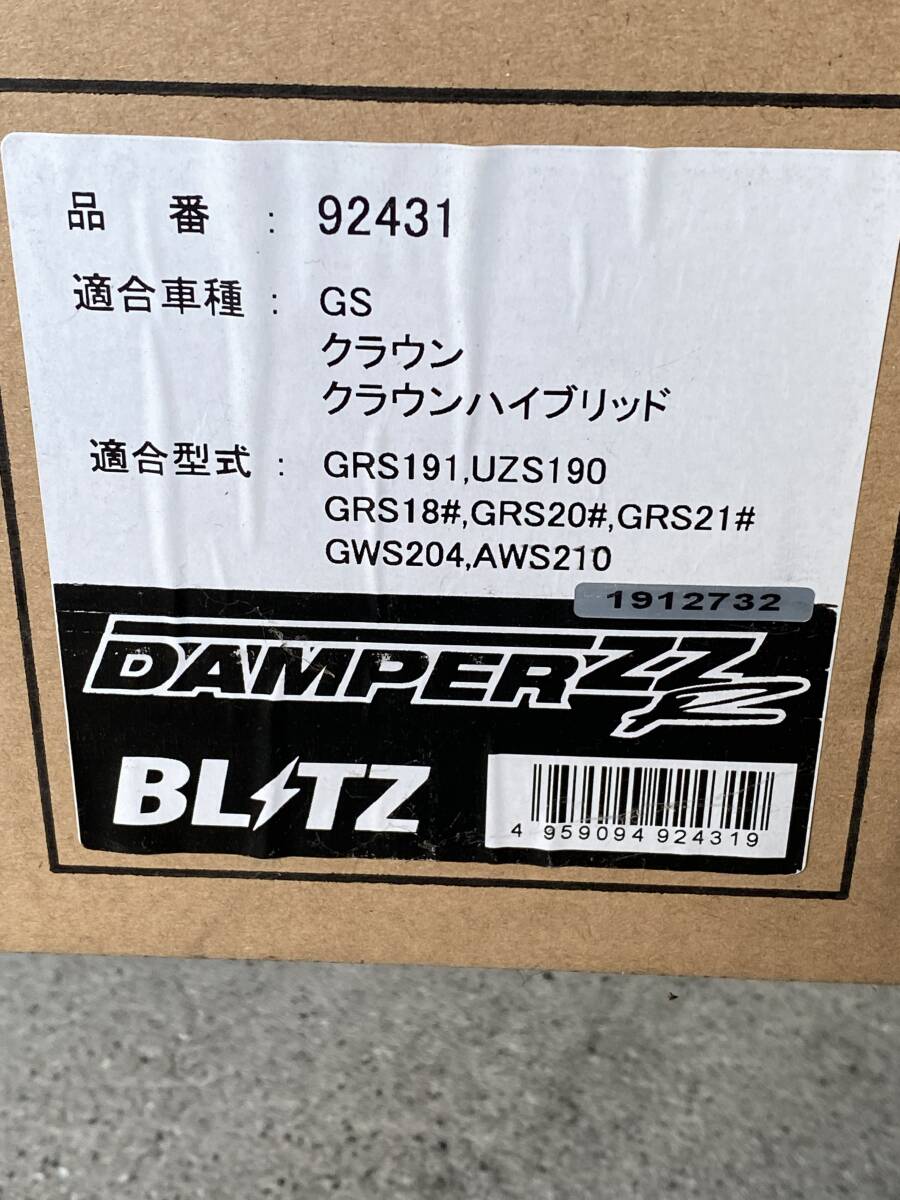 品　番 : 92431
適合車種 : GS
クラウン
クラウンハイブリッド
適合型式 : GRS191,UZS190
GRS18#,GRS20#,GRS21#
GWS204,AWS210
1912732
DAMPER ZZ-R
BLITZ
4 959094 924319